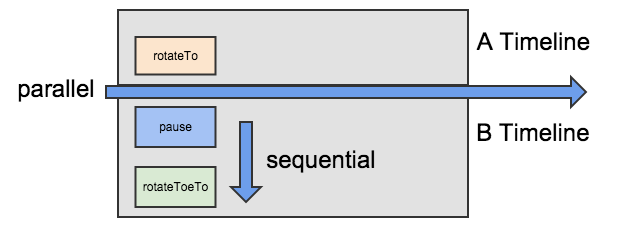 rotateTo
A Timeline
parallel
pause
B Timeline
sequential
rotateToeTo